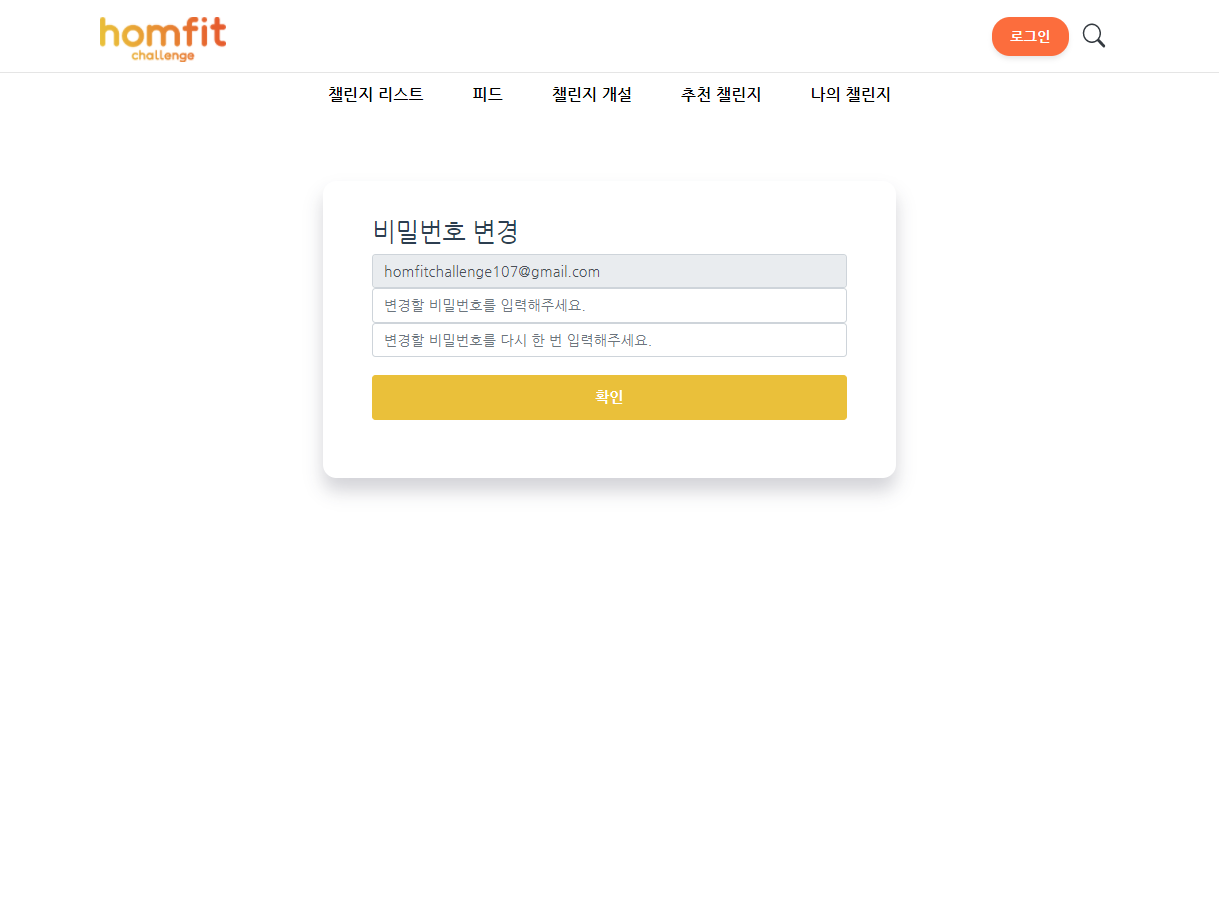 homfit
challenge
로그인
챌린지 리스트 피드 챌린지 개설 추천 챌린지 나의 챌린지
비밀번호 변경
homfitchallenge107@gmail.com
변경할 비밀번호를 입력해주세요.
변경할 비밀번호를 다시 한 번 입력해주세요.
확인